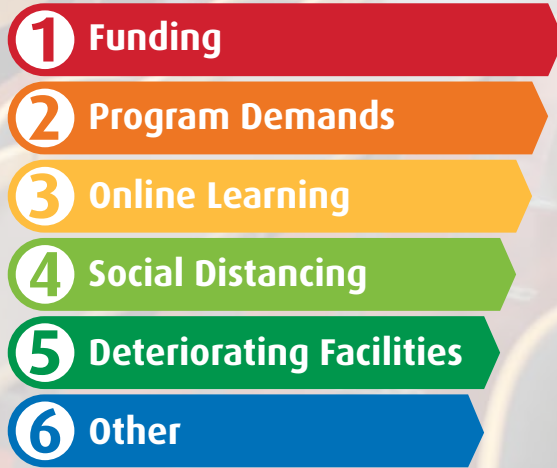 1 Funding
2 Program Demands
3 Online Learning
4 Social Distancing
5 Deteriorating Facilities
6 Other